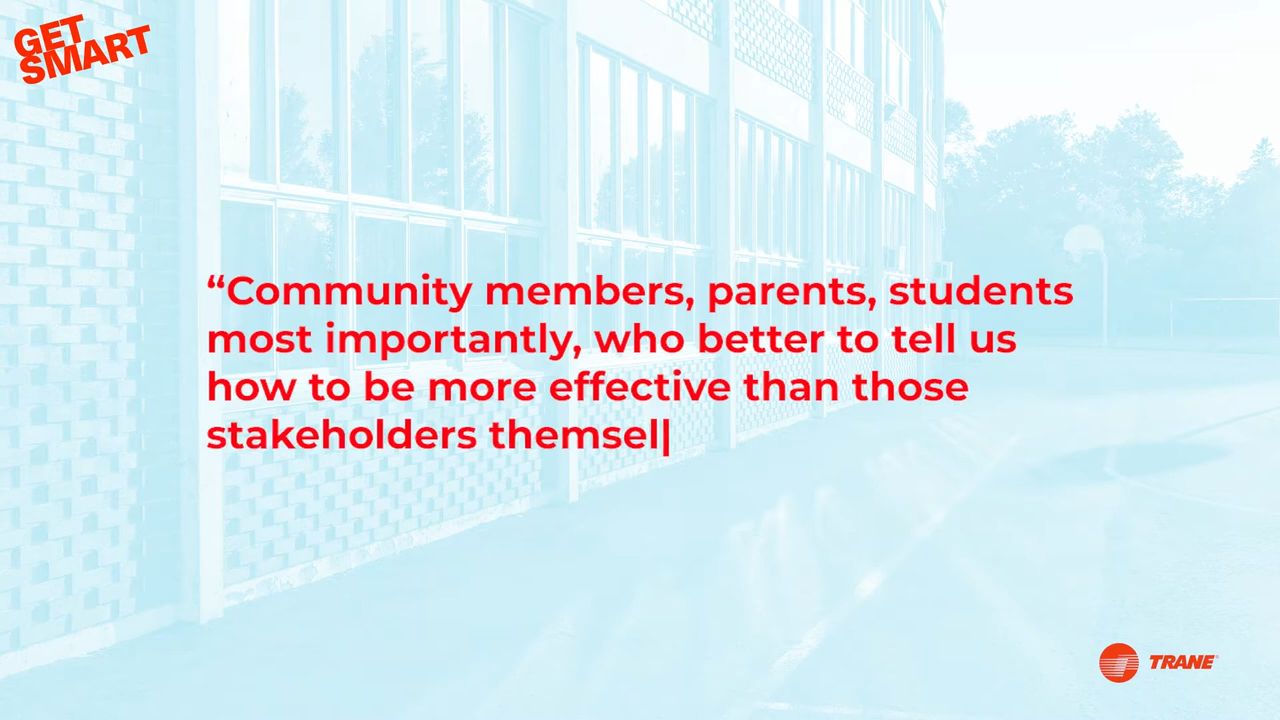 GET
SMART
“Community members, parents, students
most importantly, who better to tell us
how to be more effective than those
stakeholders themsel|
TRANE